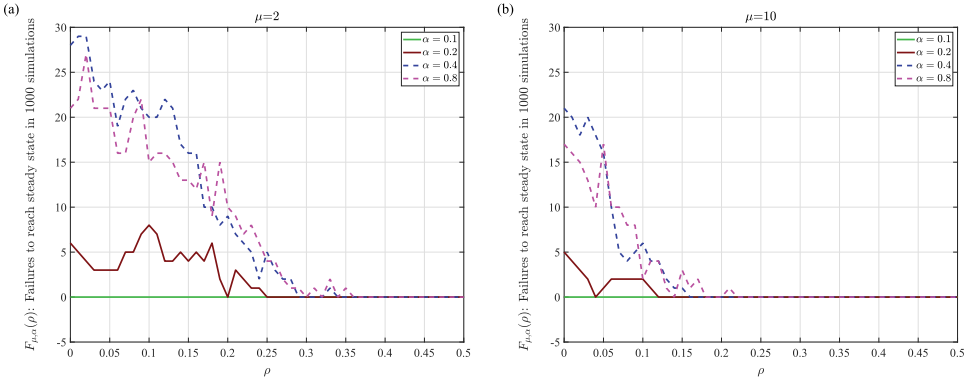 (a)
μ=2
F_{μ,α}(ρ): Failures to reach steady state in 1000 simulations
30
25
20
15
10
5
0
-5
0 0.05 0.1 0.15 0.2 0.25 0.3 0.35 0.4 0.45 0.5
ρ
α = 0.1
α = 0.2
α = 0.4
α = 0.8
(b)
μ=10
F_{μ,α}(ρ): Failures to reach steady state in 1000 simulations
30
25
20
15
10
5
0
-5
0 0.05 0.1 0.15 0.2 0.25 0.3 0.35 0.4 0.45 0.5
ρ
α = 0.1
α = 0.2
α = 0.4
α = 0.8